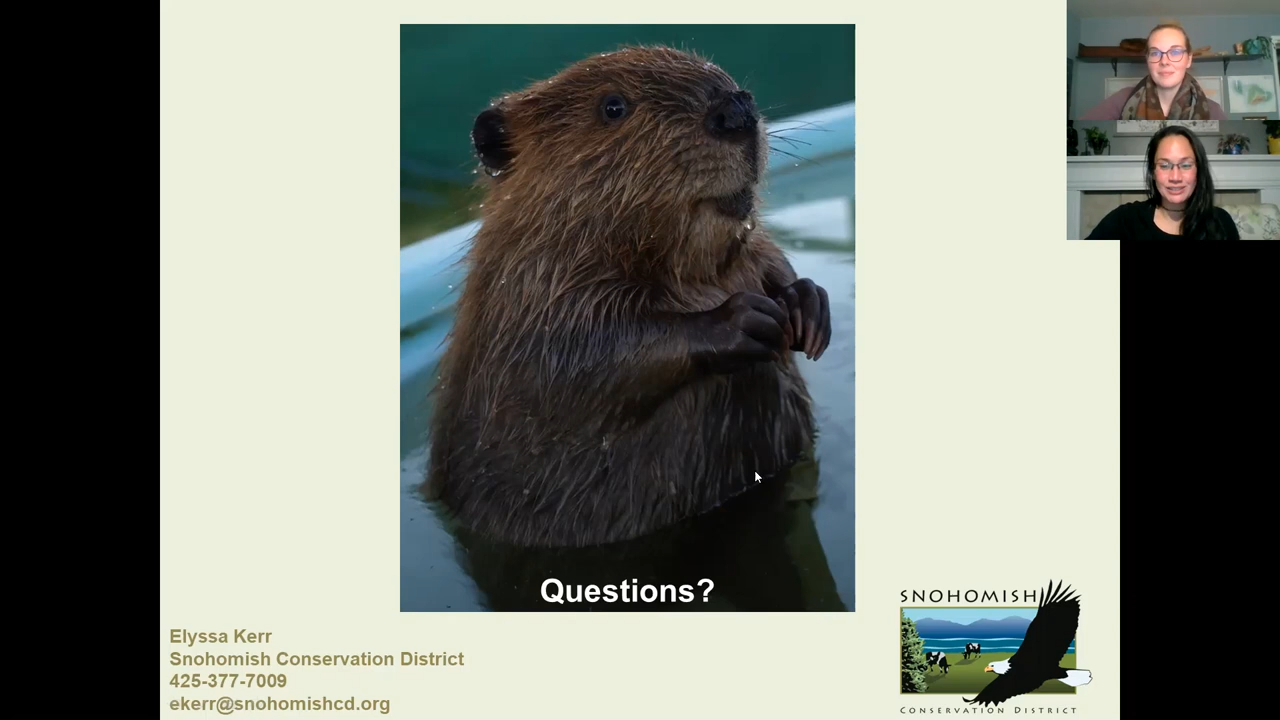 Questions?
Elyssa Kerr
Snohomish Conservation District
425-377-7009
ekerr@snohomishcd.org
SNOHOMISH
CONSERVATION DISTRICT